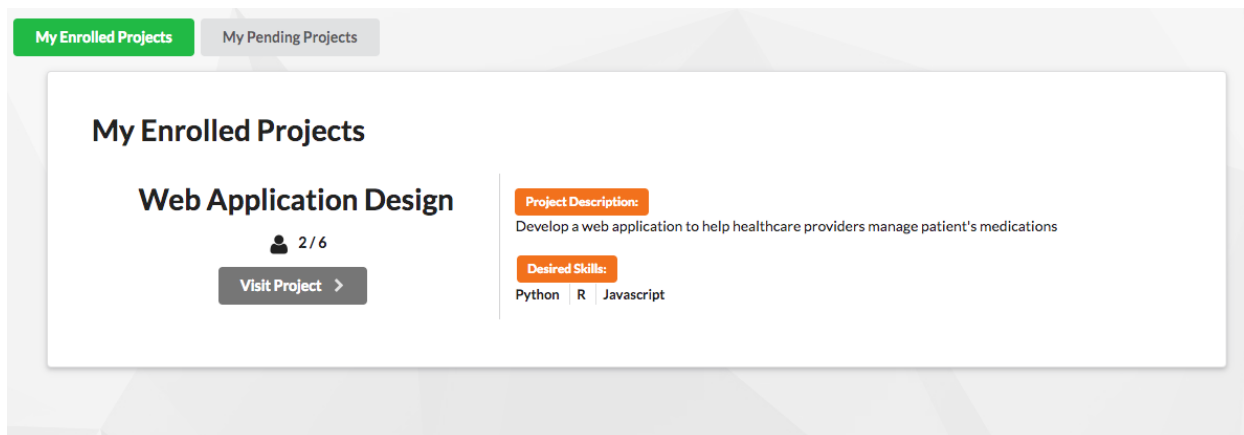 My Enrolled Projects
My Pending Projects
My Enrolled Projects
Web Application Design
2/6
Visit Project
Project Description:
Develop a web application to help healthcare providers manage patient's medications
Desired Skills:
Python R Javascript